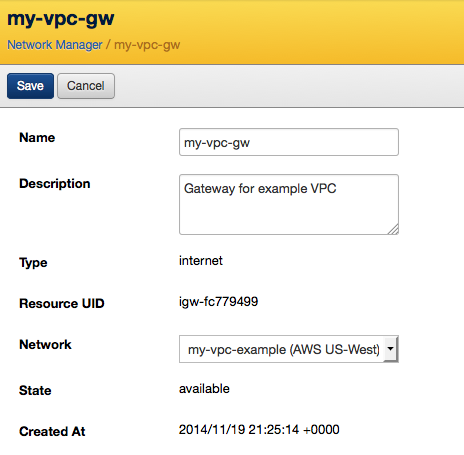 my-vpc-gw
Network Manager / my-vpc-gw
Save Cancel
Name my-vpc-gw
Description Gateway for example VPC
Type internet
Resource UID igw-fc779499
Network my-vpc-example (AWS US-West)
State available
Created At 2014/11/19 21:25:14 +0000